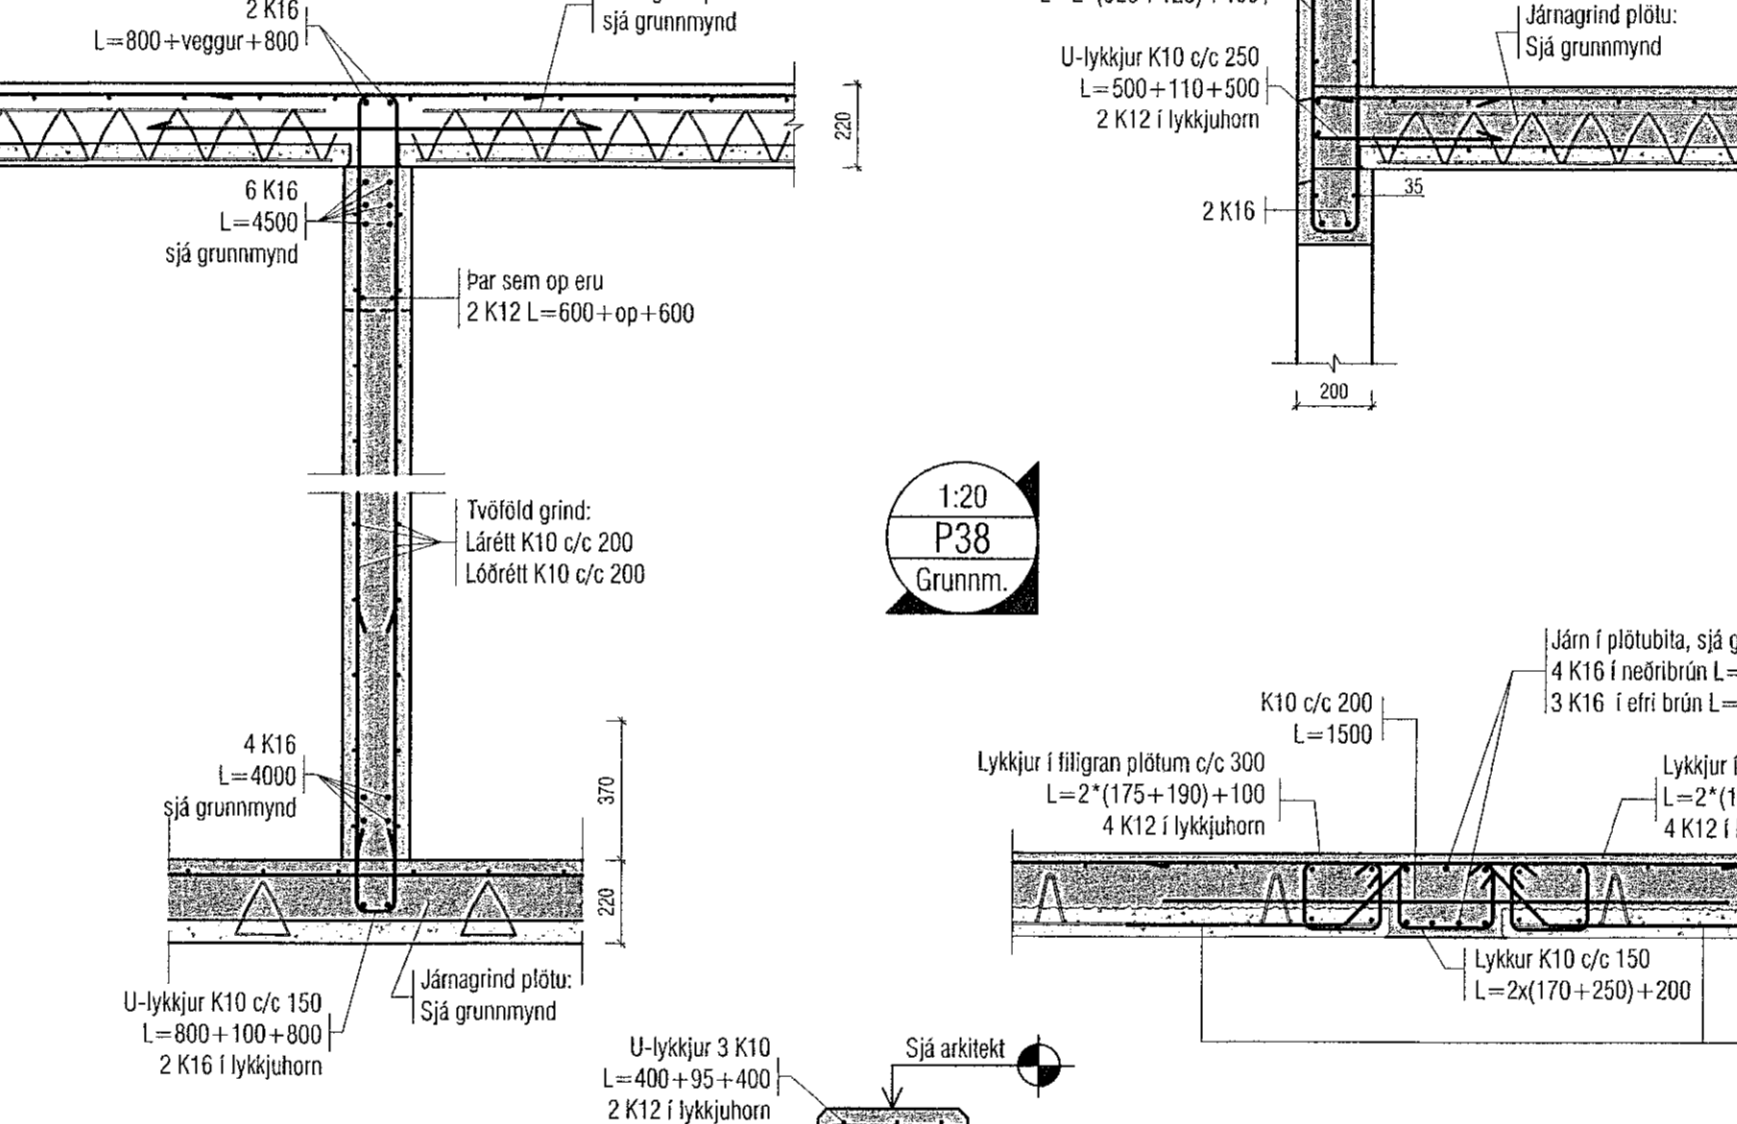 2 K16
L=800+veggur+800
sjá grunnmynd
220
6 K16
L=4500
sjá grunnmynd
Þar sem op eru
2 K12 L=600+op+600
Tvöföld grind:
Lárétt K10 c/c 200
Lóðrétt K10 c/c 200
4 K16
L=4000
sjá grunnmynd
370
220
U-lykkjur K10 c/c 150
L=800+100+800
2 K16 í lykkjuhorn
Járnagrind plötu:
Sjá grunnmynd
U-lykkjur K10 c/c 250
L=500+110+500
2 K12 í lykkjuhorn
Járnagrind plötu:
Sjá grunnmynd
35
2 K16
200
1:20
P38
Grunnm.
Járn í plötubita, sjá g
4 K16 í neðribrún L=
3 K16 í efri brún L=
K10 c/c 200
L=1500
Lykkjur í filigran plötum c/c 300
L=2*(175+190)+100
4 K12 í lykkjuhorn
Lykkjur í
L=2*(1
4 K12 í
Lykkur K10 c/c 150
L=2x(170+250)+200
U-lykkjur 3 K10
L=400+95+400
2 K12 í lykkjuhorn
Sjá arkitekt